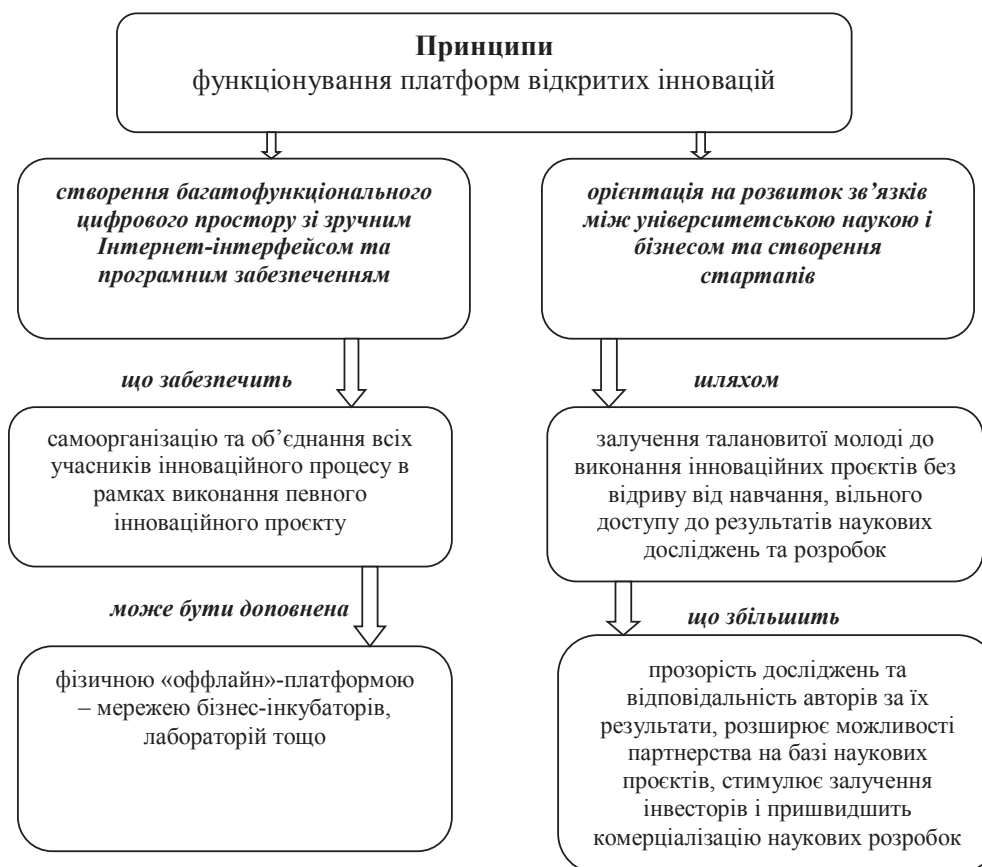 Принципи
функціонування платформ відкритих інновацій
створення багатофункціонального
цифрового простору зі зручним
Інтернет-інтерфейсом та
програмним забезпеченням
що забезпечить
самоорганізацію та об’єднання всіх
учасників інноваційного процесу в
рамках виконання певного
інноваційного проєкту
може бути доповнена
фізичною «оффлайн»-платформою
– мережею бізнес-інкубаторів,
лабораторій тощо
орієнтація на розвиток зв’язків
між університетською наукою і
бізнесом та створення
стартапів
шляхом
залучення талановитої молоді до
виконання інноваційних проєктів без
відриву від навчання, вільного
доступу до результатів наукових
досліджень та розробок
що збільшить
прозорість досліджень та
відповідальність авторів за їх
результати, розширює можливості
партнерства на базі наукових
проєктів, стимулює залучення
інвесторів і пришвидшить
комерціалізацію наукових розробок